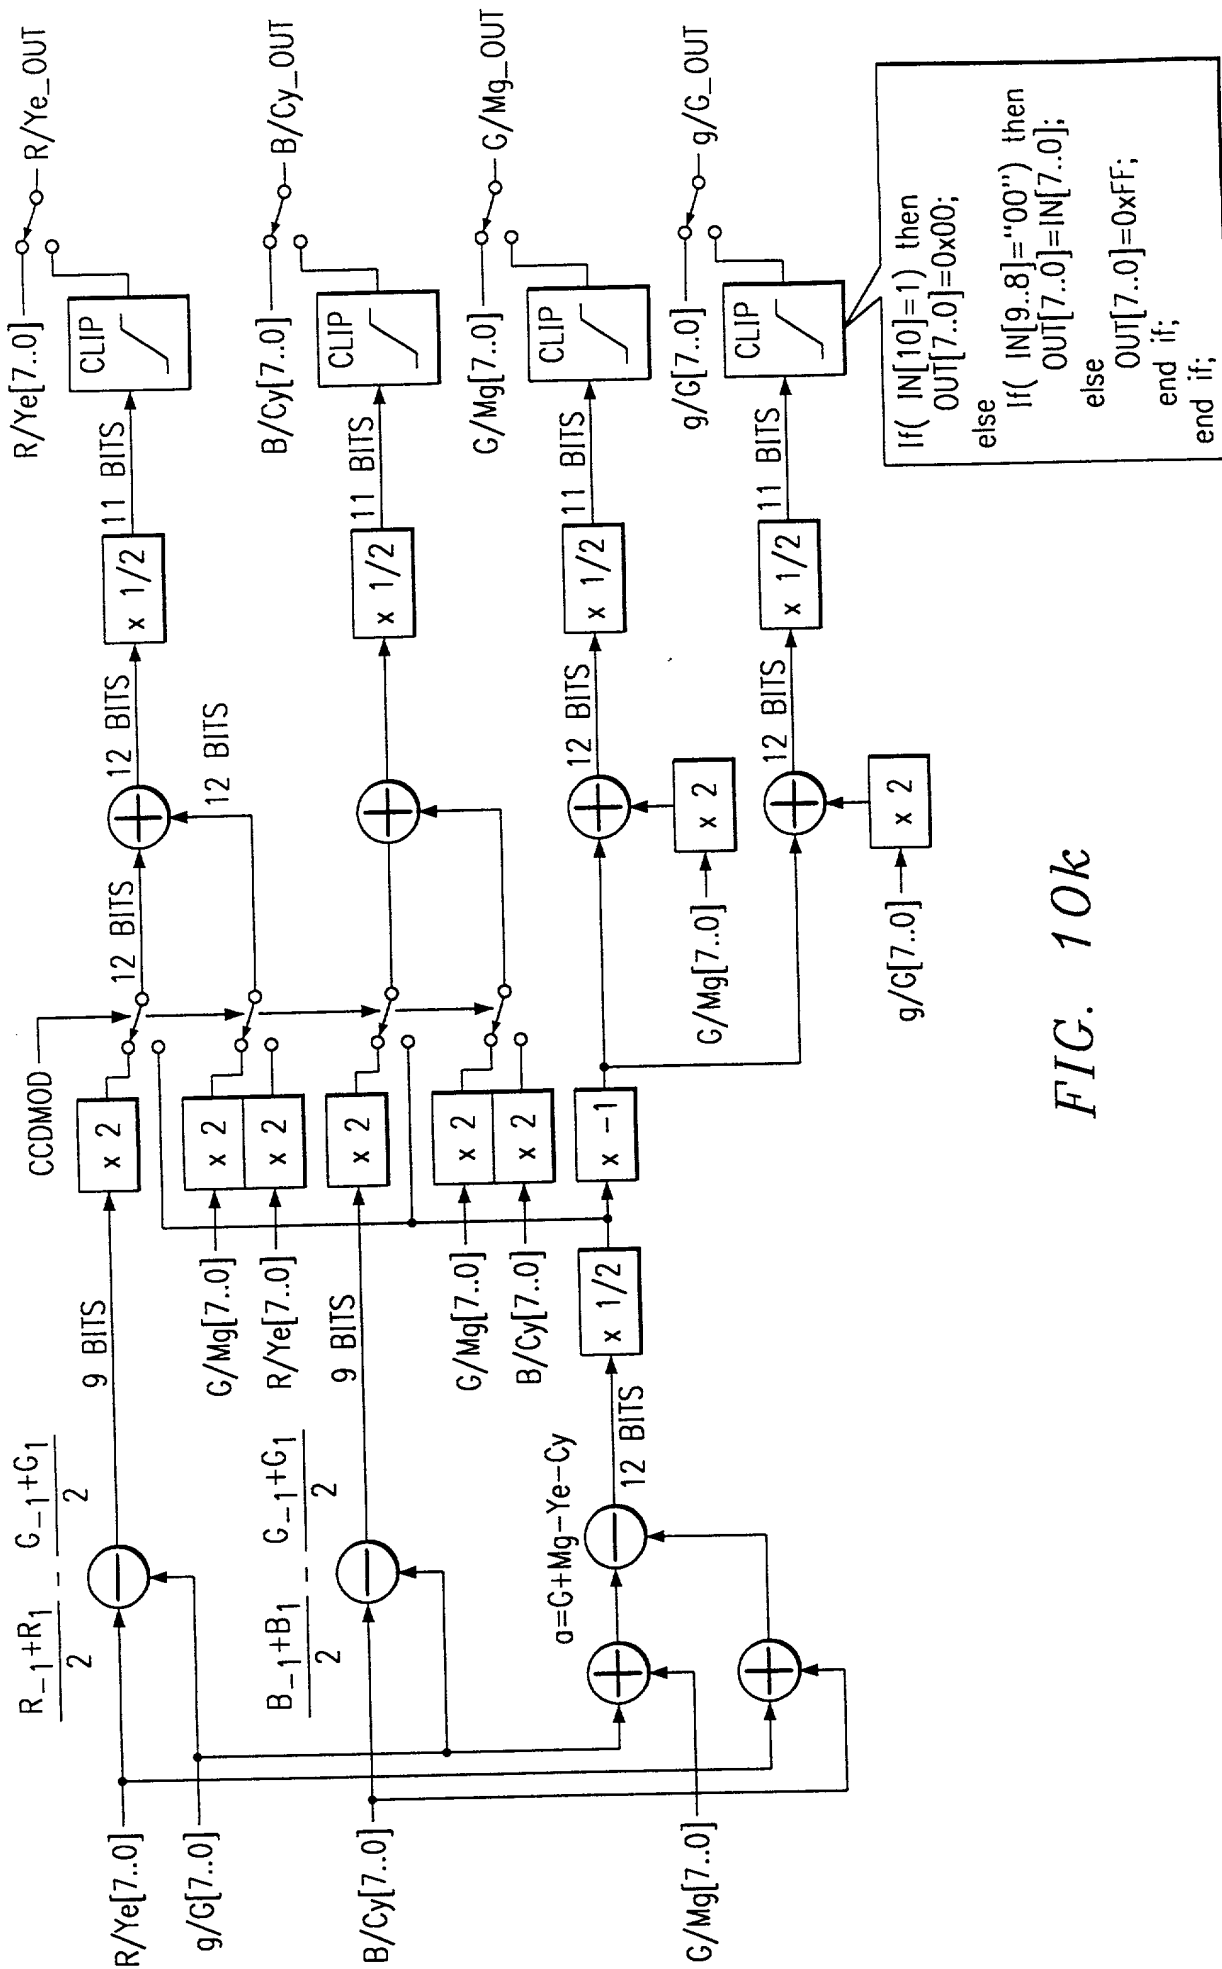 R/Ye[7..0]
g/G[7..0]
B/Cy[7..0]
G/Mg[7..0]
R₋₁+R₁
2
-
G₋₁+G₁
2
B₋₁+B₁
2
-
G₋₁+G₁
2
a=G+Mg-Ye-Cy
12 BITS
9 BITS
9 BITS
x 1/2
G/Mg[7..0]
R/Ye[7..0]
G/Mg[7..0]
B/Cy[7..0]
CCDMOD
x 2
x 2
x 2
x 2
x 2
x 2
x -1
12 BITS
12 BITS
12 BITS
G/Mg[7..0]
x 2
g/G[7..0]
x 2
12 BITS
12 BITS
x 1/2
x 1/2
x 1/2
x 1/2
11 BITS
11 BITS
11 BITS
11 BITS
CLIP
CLIP
CLIP
CLIP
R/Ye[7..0]
R/Ye_OUT
B/Cy[7..0]
B/Cy_OUT
G/Mg[7..0]
G/Mg_OUT
g/G[7..0]
g/G_OUT
If( IN[10]=1) then
OUT[7..0]=0x00;
else
If( IN[9..8]="00") then
OUT[7..0]=IN[7..0];
else
OUT[7..0]=0xFF;
end if;
end if;
FIG. 10k